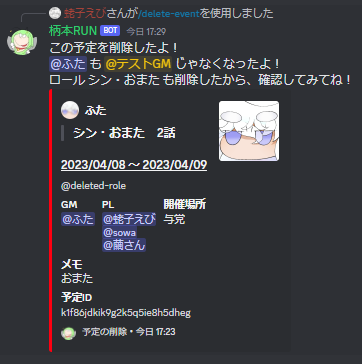 蛭子えびさんが/delete-eventを使用しました
柄本RUN BOT 今日 17:29
この予定を削除したよ！
@ふた も @テストGM じゃなくなったよ！
ロール シン・おまた も削除したから、確認してみてね！
ふた
シン・おまた　2話
2023/04/08 ～ 2023/04/09
@deleted-role
GM PL 開催場所
@ふた @蛭子えび 与党
@sowa
@繭さん
メモ
おまた
予定ID
k1f86jdkik9g2k5q5ie8h5dheg
予定の削除・今日 17:23